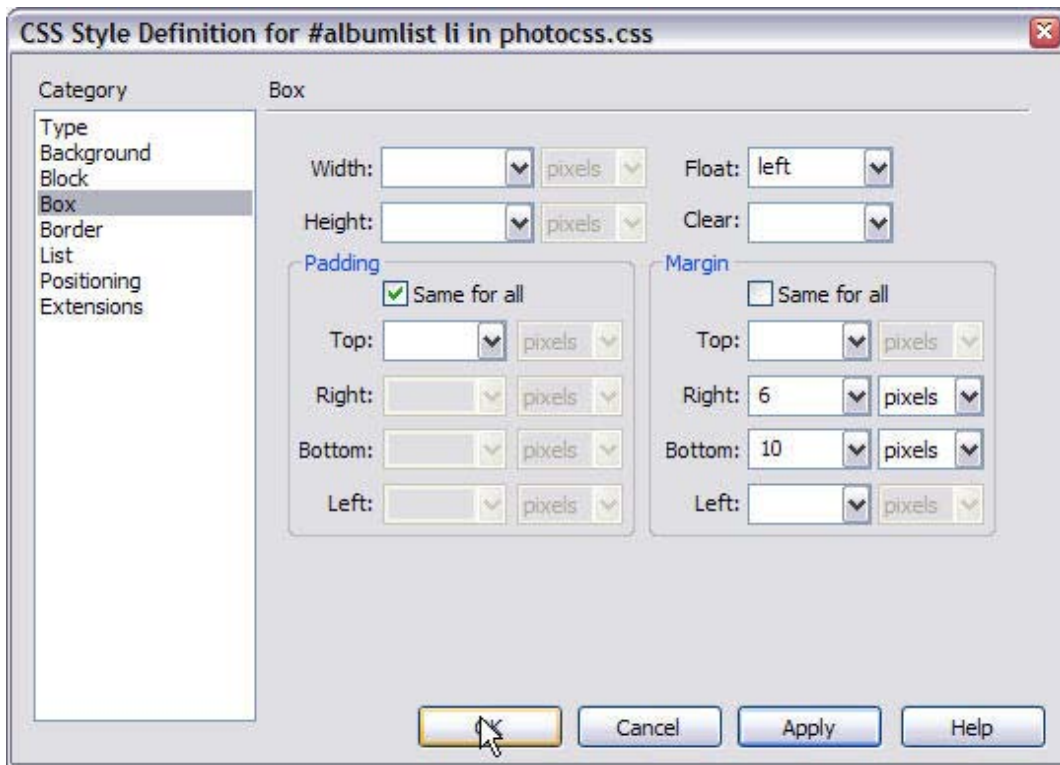 CSS Style Definition for #albumlist li in photocss.css
Category
Box
Type
Background
Block
Box
Border
List
Positioning
Extensions
Width: pixels Float: left
Height: pixels Clear:
Padding
Same for all
Top: pixels
Right: pixels
Bottom: pixels
Left: pixels
Margin
Same for all
Top: pixels
Right: 6 pixels
Bottom: 10 pixels
Left: pixels
Cancel Apply Help